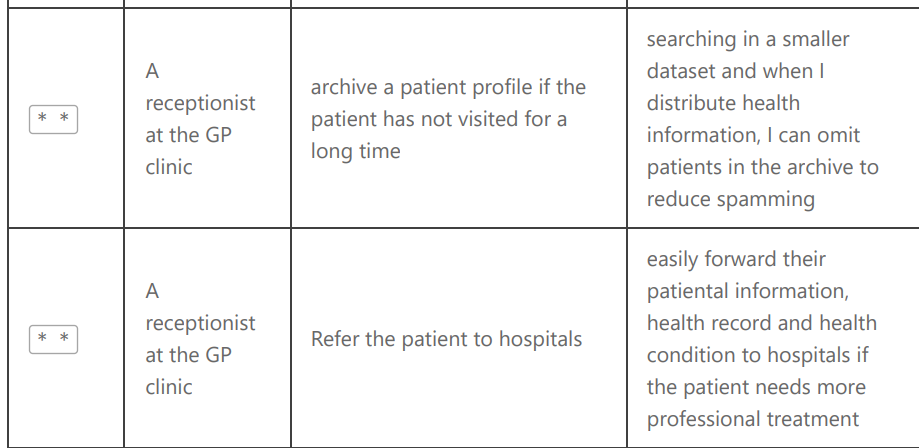 * *
A
receptionist
at the GP
clinic
archive a patient profile if the
patient has not visited for a
long time
searching in a smaller
dataset and when I
distribute health
information, I can omit
patients in the archive to
reduce spamming
* *
A
receptionist
at the GP
clinic
Refer the patient to hospitals
easily forward their
patiental information,
health record and health
condition to hospitals if
the patient needs more
professional treatment